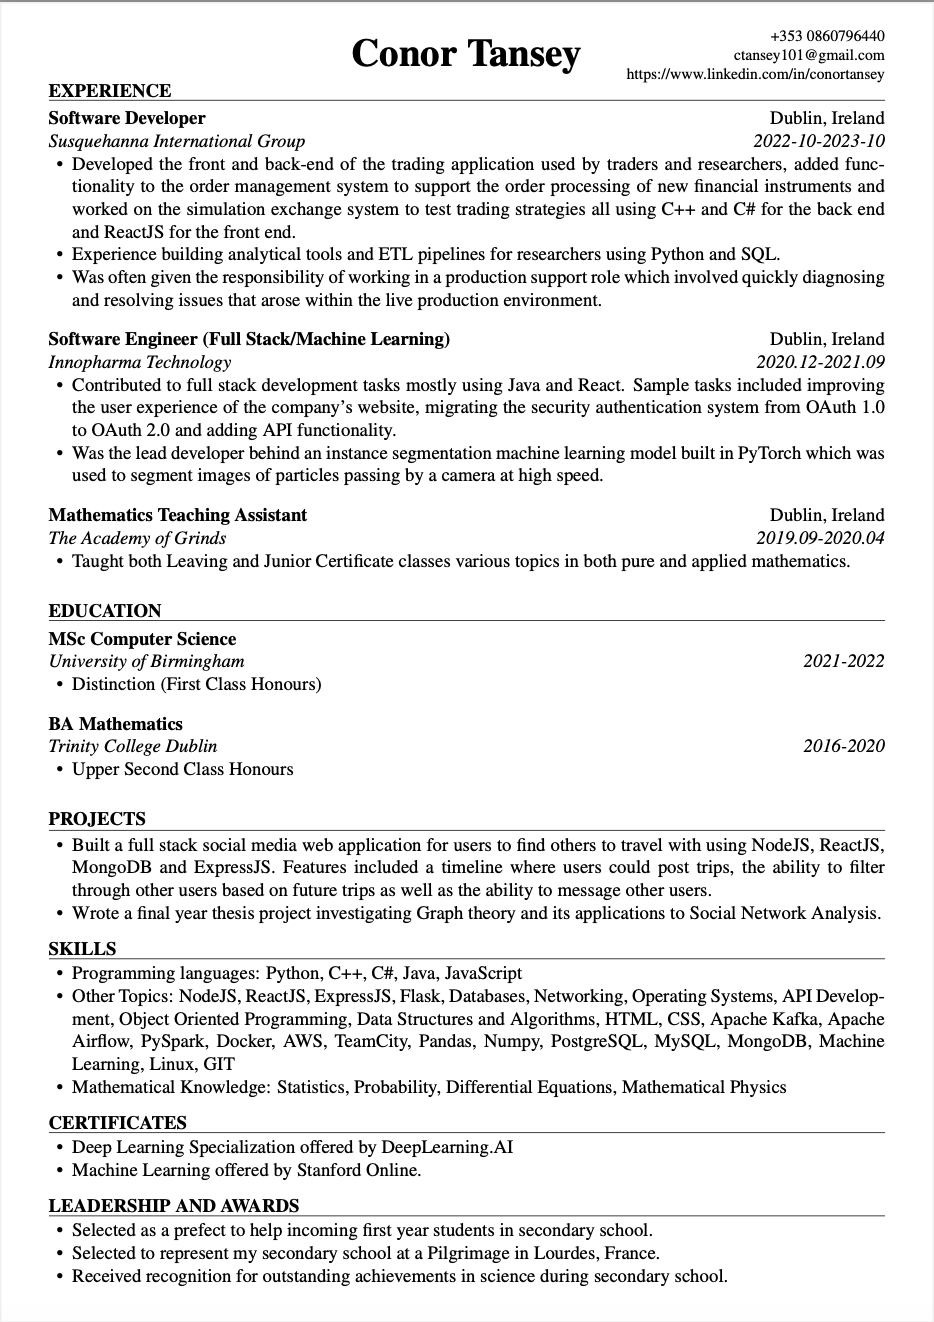 Conor Tansey
+353 0860796440
ctansey101@gmail.com
https://www.linkedin.com/in/conortansey
EXPERIENCE
Software Developer Dublin, Ireland
Susquehanna International Group 2022-10-2023-10
• Developed the front and back-end of the trading application used by traders and researchers, added func-
tionality to the order management system to support the order processing of new financial instruments and
worked on the simulation exchange system to test trading strategies all using C++ and C# for the back end
and ReactJS for the front end.
• Experience building analytical tools and ETL pipelines for researchers using Python and SQL.
• Was often given the responsibility of working in a production support role which involved quickly diagnosing
and resolving issues that arose within the live production environment.
Software Engineer (Full Stack/Machine Learning) Dublin, Ireland
Innopharma Technology 2020.12-2021.09
• Contributed to full stack development tasks mostly using Java and React. Sample tasks included improving
the user experience of the company's website, migrating the security authentication system from OAuth 1.0
to OAuth 2.0 and adding API functionality.
• Was the lead developer behind an instance segmentation machine learning model built in PyTorch which was
used to segment images of particles passing by a camera at high speed.
Mathematics Teaching Assistant Dublin, Ireland
The Academy of Grinds 2019.09-2020.04
• Taught both Leaving and Junior Certificate classes various topics in both pure and applied mathematics.
EDUCATION
MSc Computer Science
University of Birmingham 2021-2022
• Distinction (First Class Honours)
BA Mathematics
Trinity College Dublin 2016-2020
• Upper Second Class Honours
PROJECTS
• Built a full stack social media web application for users to find others to travel with using NodeJS, ReactJS,
MongoDB and ExpressJS. Features included a timeline where users could post trips, the ability to filter
through other users based on future trips as well as the ability to message other users.
• Wrote a final year thesis project investigating Graph theory and its applications to Social Network Analysis.
SKILLS
• Programming languages: Python, C++, C#, Java, JavaScript
• Other Topics: NodeJS, ReactJS, ExpressJS, Flask, Databases, Networking, Operating Systems, API Develop-
ment, Object Oriented Programming, Data Structures and Algorithms, HTML, CSS, Apache Kafka, Apache
Airflow, PySpark, Docker, AWS, TeamCity, Pandas, Numpy, PostgreSQL, MySQL, MongoDB, Machine
Learning, Linux, GIT
• Mathematical Knowledge: Statistics, Probability, Differential Equations, Mathematical Physics
CERTIFICATES
• Deep Learning Specialization offered by DeepLearning.AI
• Machine Learning offered by Stanford Online.
LEADERSHIP AND AWARDS
• Selected as a prefect to help incoming first year students in secondary school.
• Selected to represent my secondary school at a Pilgrimage in Lourdes, France.
• Received recognition for outstanding achievements in science during secondary school.